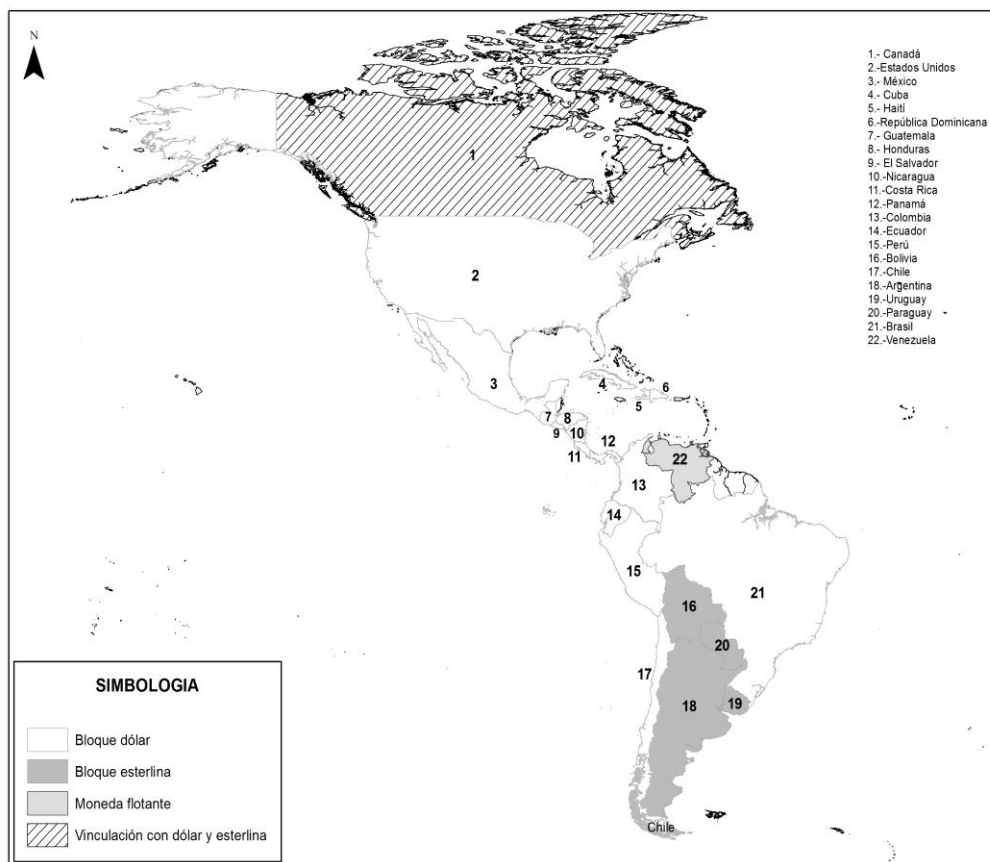 N
1.- Canadá
2.-Estados Unidos
3.- México
4.- Cuba
5.- Haití
6.-República Dominicana
7.- Guatemala
8.- Honduras
9.- El Salvador
10.-Nicaragua
11.-Costa Rica
12.-Panamá
13.-Colombia
14.-Ecuador
15.-Perú
16.-Bolivia
17.-Chile
18.-Argentina
19.-Uruguay
20.-Paraguay
21.-Brasil
22.-Venezuela
1
2
3
4
5
6
7
8
9
10
11
12
13
14
15
16
17
18
19
20
21
22
Chile
SIMBOLOGIA
Bloque dólar
Bloque esterlina
Moneda flotante
Vinculación con dólar y esterlina